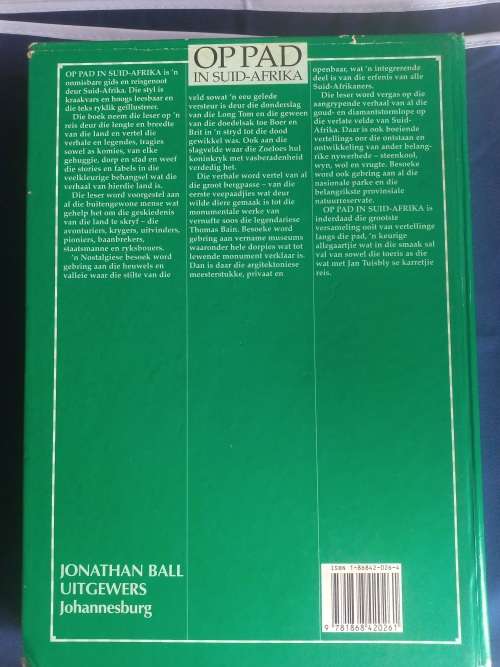 OP PAD
IN SUID-AFRIKA
OP PAD IN SUID-AFRIKA is 'n
onmisbare gids en reisgenoot
deur Suid-Afrika. Die styl is
kraakvars en hoogs leesbaar en
die teks ryklik geïllustreer.
Die boek neem die leser op 'n
reis deur die lengte en breedte
van die land en vertel die
verhale en legendes, tragies
sowel as komies, van elke
gehuggie, dorp en stad en weef
die stories en fabels in die
veelkleurige behangsel wat die
verhaal van hierdie land is.
Die leser word voorgestel aan
al die buitengewone mense wat
gehelp het om die geskiedenis
van die land te skryf – die
avonturiers, krygers, uitvinders,
pioniers, baanbrekers,
staatsmanne en ryksbouers.
'n Nostalgiese besoek word
gebring aan die heuwels en
valleie waar die stilte van die
veld sowat 'n eeu gelede
versteur is deur die donderslag
van die Long Tom en die geween
van die doedelsak toe Boer en
Brit in 'n stryd tot die dood
gewikkel was. Ook aan die
slagvelde waar die Zoeloes hul
koninkryk met vasberadenheid
verdedig het.
Die verhale word vertel van al
die groot bergpasse – van die
eerste veepaadjies wal deur
wilde diere gemaak is tot die
monumentale werke van
vernufte soos die legendariese
Thomas Bain. Besoeke word
gebring aan vername museums
waaronder hele dorpies wat tot
lewende monument verklaar is.
Dan is daar die argitektoniese
meesterstukke, privaat en
openbaar, wat 'n integrerende
deel is van die erfenis van alle
Suid-Afrikaners.
Die leser word vergas op die
aangrypende verhaal van al die
goud- en diamantstormlope op
die verlate velde van Suid-
Afrika. Daar is ook boeiende
vertellings oor die ontstaan en
ontwikkeling van ander belang-
rike nywerhede – steenkool,
wyn, wol en vrugte. Besoeke
word ook gebring aan al die
nasionale parke en die
belangrikste provinsiale
natuurreservate.
OP PAD IN SUID-AFRIKA is
inderdaad die grootste
versameling ooit van vertellinge
langs die pad, 'n keurige
allegaartjie wat in die smaak sal
val van sowel die toeris as die
wat met Jan Tuisbly se karretjie
reis.
JONATHAN BALL
UITGEWERS
Johannesburg
ISBN 1-86842-026-4
9 781868 420261